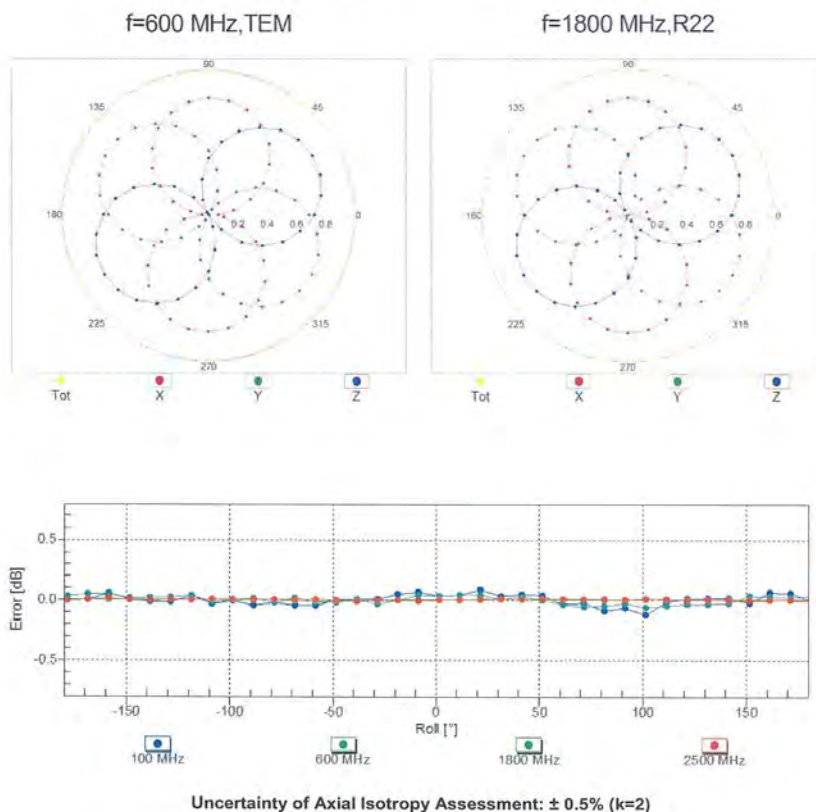 f=600 MHz,TEM
f=1800 MHz,R22
90
135
45
180
0.2 0.4 0.6 0.8
0
225
315
270
Tot X Y Z
90
135
45
180
0.2 0.4 0.6 0.8
0
225
315
270
Tot X Y Z
Error [dB]
0.5
0.0
-0.5
-150 -100 -50 0 50 100 150
Roll [°]
100 MHz 600 MHz 1800 MHz 2500 MHz
Uncertainty of Axial Isotropy Assessment: ± 0.5% (k=2)